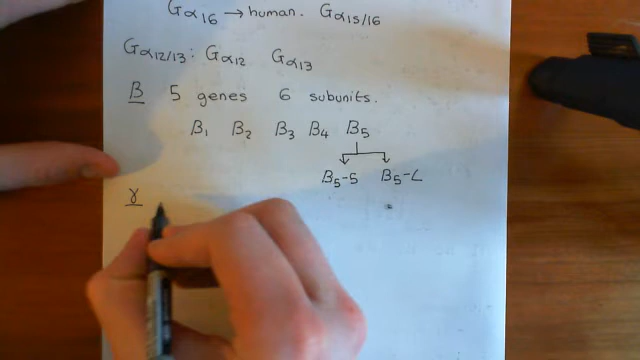 Gα16 → human. Gα15/16
Gα12/13: Gα12 Gα13
β 5 genes 6 subunits.
β1 β2 β3 β4 β5
β5-S β5-L
γ